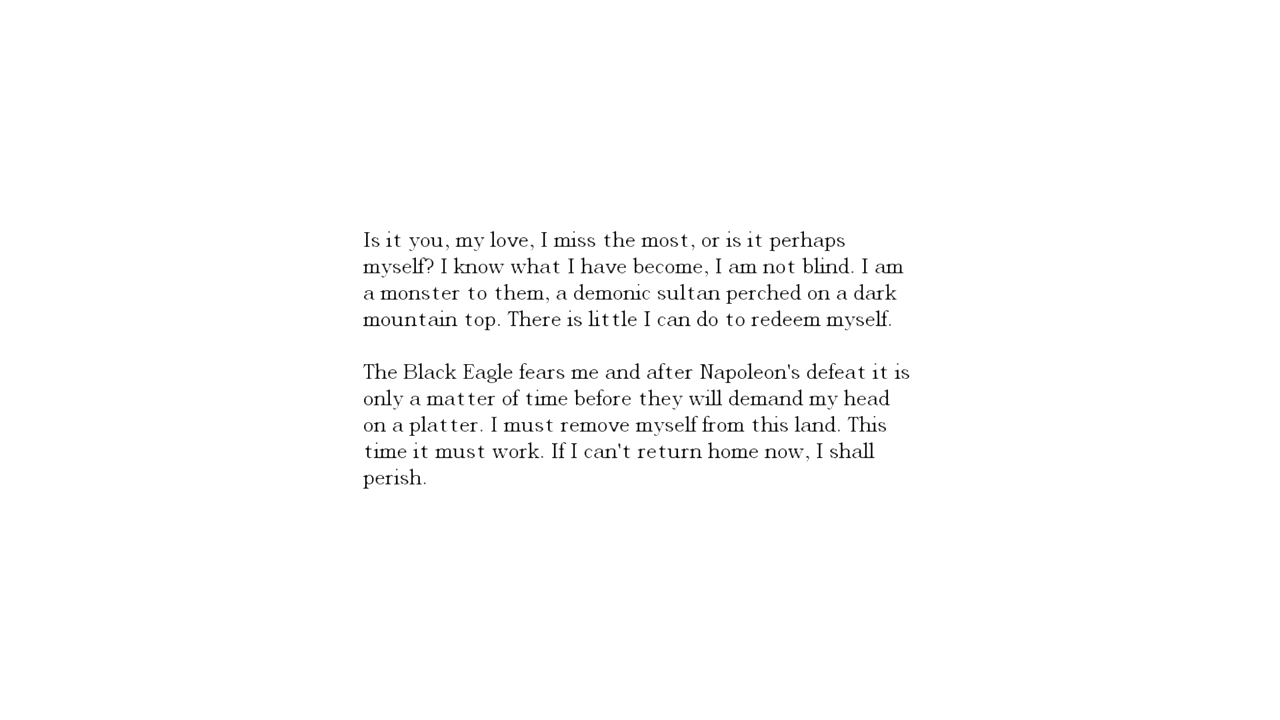 Is it you, my love, I miss the most, or is it perhaps
myself? I know what I have become, I am not blind. I am
a monster to them, a demonic sultan perched on a dark
mountain top. There is little I can do to redeem myself.
The Black Eagle fears me and after Napoleon's defeat it is
only a matter of time before they will demand my head
on a platter. I must remove myself from this land. This
time it must work. If I can't return home now, I shall
perish.